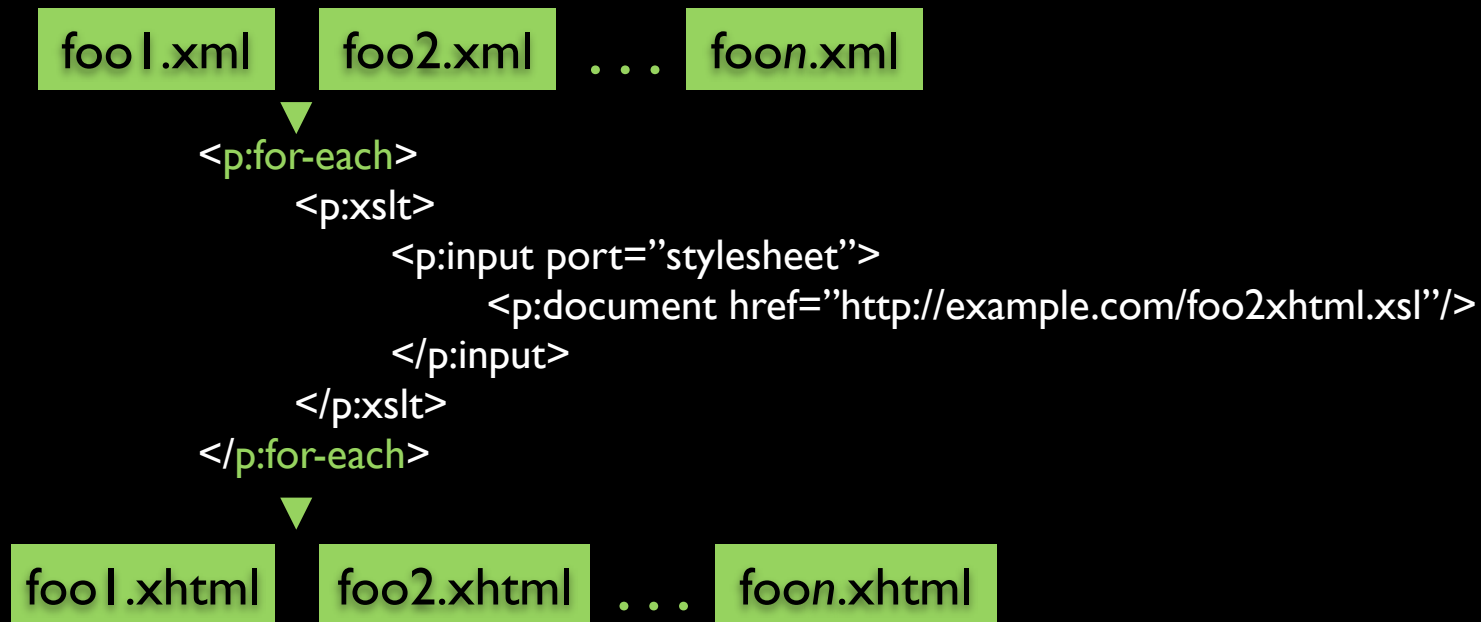 foo1.xml foo2.xml . . . foon.xml
<p:for-each>
<p:xslt>
<p:input port=”stylesheet”>
<p:document href=”http://example.com/foo2xhtml.xsl”/>
</p:input>
</p:xslt>
</p:for-each>
foo1.xhtml foo2.xhtml . . . foon.xhtml